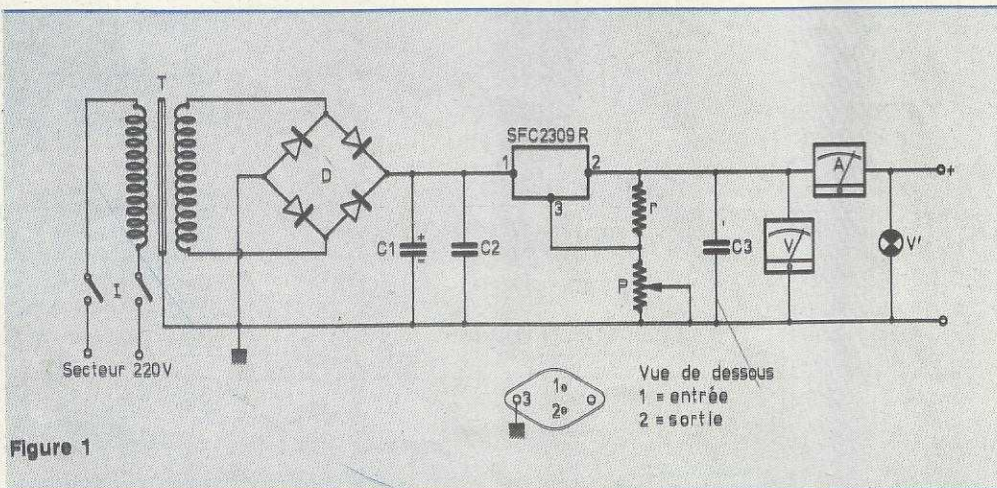 T
SFC2309 R
1
2
3
A
+
D
r
C1
+
-
C2
C3
V
V'
P
I
Secteur 220V
Vue de dessous
1 = entrée
2 = sortie
3
1
2
Figure 1